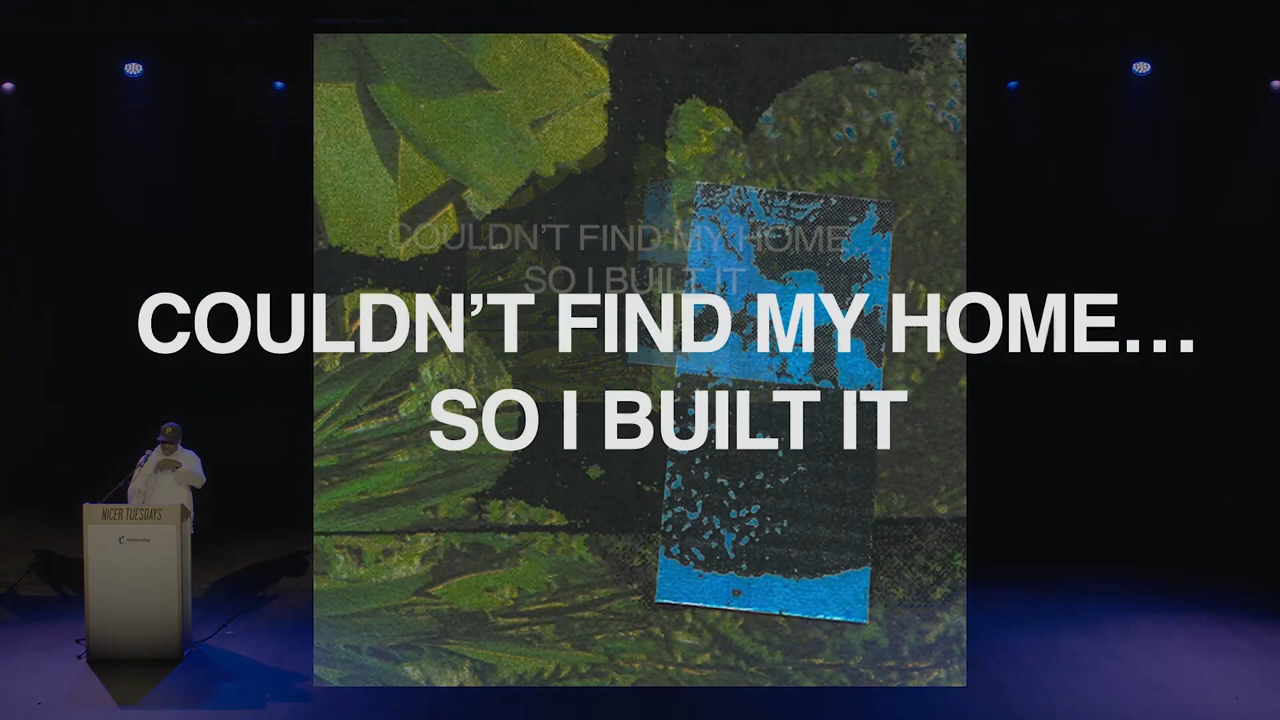 COULDN’T FIND MY HOME...
SO I BUILT IT
COULDN’T FIND MY HOME...
SO I BUILT IT
P
NICER TUESDAYS